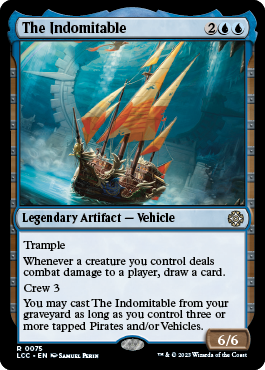 The Indomitable 2
Legendary Artifact — Vehicle
Trample
Whenever a creature you control deals
combat damage to a player, draw a card.
Crew 3
You may cast The Indomitable from your
graveyard as long as you control three or
more tapped Pirates and/or Vehicles.
6/6
R 0075
LCC • EN Samuel Perin
™ & © 2023 Wizards of the Coast